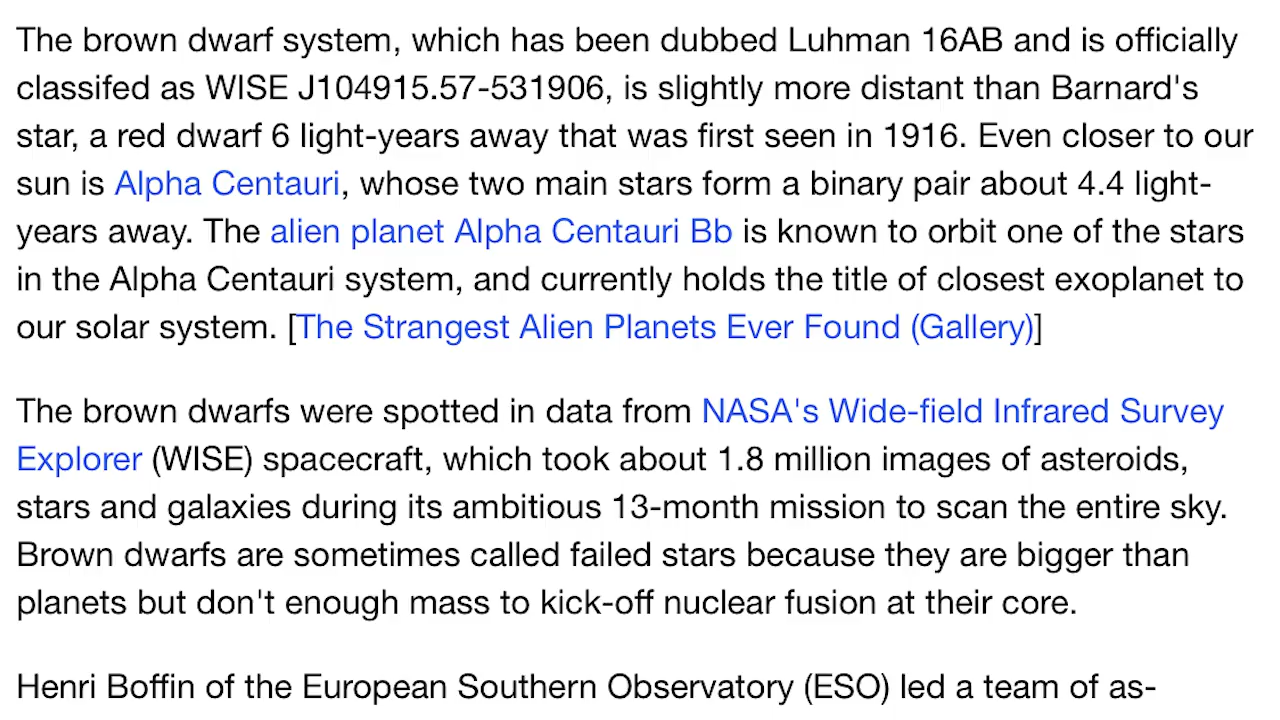 The brown dwarf system, which has been dubbed Luhman 16AB and is officially
classifed as WISE J104915.57-531906, is slightly more distant than Barnard's
star, a red dwarf 6 light-years away that was first seen in 1916. Even closer to our
sun is Alpha Centauri, whose two main stars form a binary pair about 4.4 light-
years away. The alien planet Alpha Centauri Bb is known to orbit one of the stars
in the Alpha Centauri system, and currently holds the title of closest exoplanet to
our solar system. [The Strangest Alien Planets Ever Found (Gallery)]
The brown dwarfs were spotted in data from NASA's Wide-field Infrared Survey
Explorer (WISE) spacecraft, which took about 1.8 million images of asteroids,
stars and galaxies during its ambitious 13-month mission to scan the entire sky.
Brown dwarfs are sometimes called failed stars because they are bigger than
planets but don't enough mass to kick-off nuclear fusion at their core.
Henri Boffin of the European Southern Observatory (ESO) led a team of as-